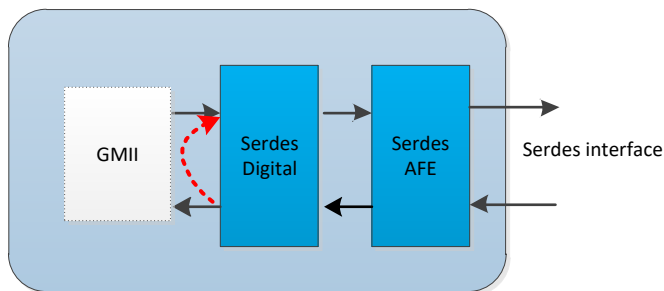 GMII
Serdes
Digital
Serdes
AFE
Serdes interface